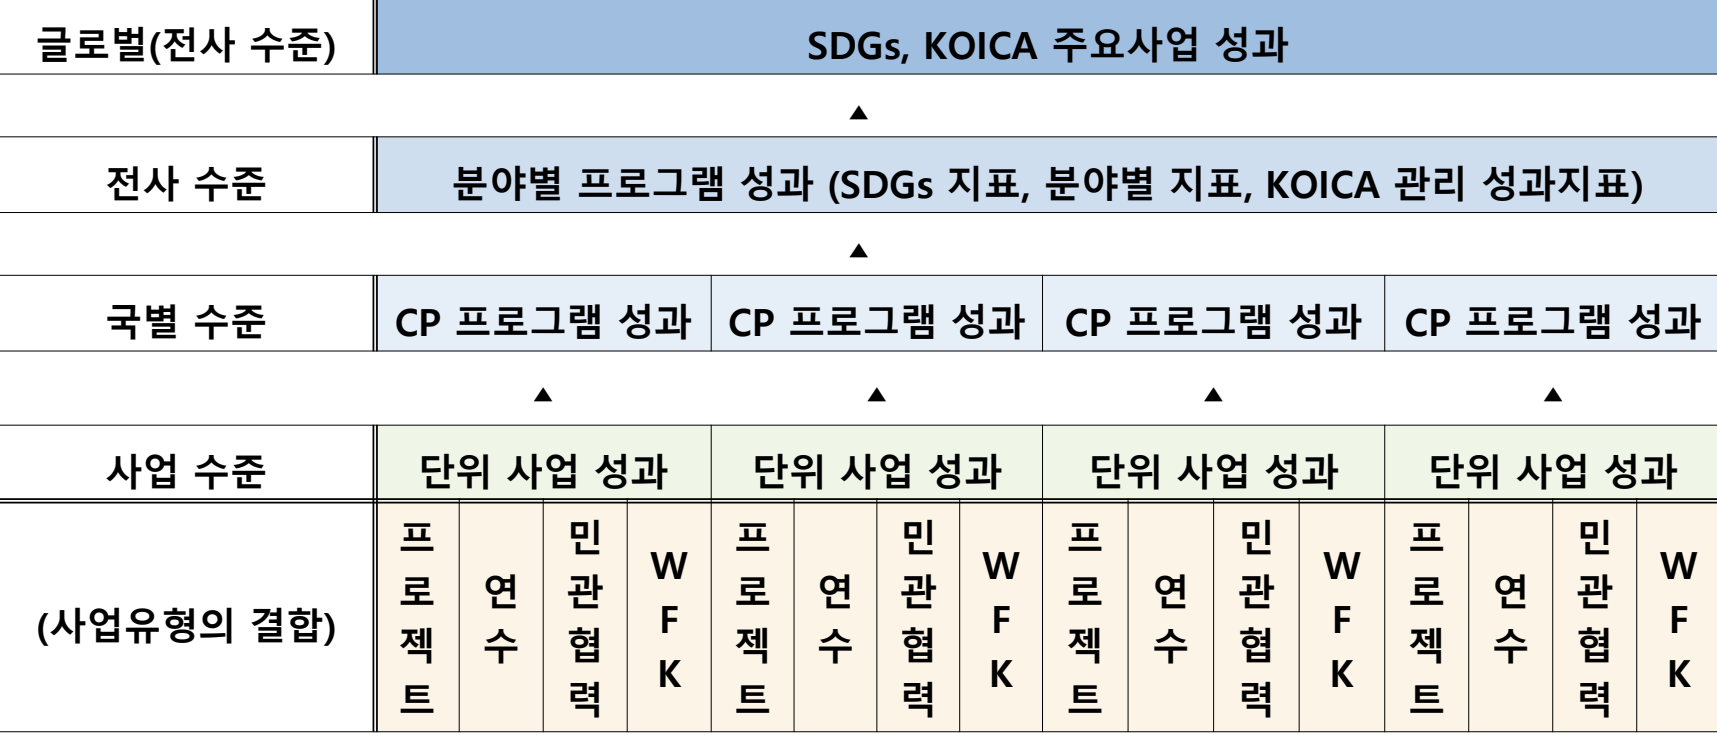 글로벌(전사 수준) SDGs, KOICA 주요사업 성과
▲
전사 수준 분야별 프로그램 성과 (SDGs 지표, 분야별 지표, KOICA 관리 성과지표)
▲
국별 수준 CP 프로그램 성과 CP 프로그램 성과 CP 프로그램 성과 CP 프로그램 성과
▲ ▲ ▲ ▲
사업 수준 단위 사업 성과 단위 사업 성과 단위 사업 성과 단위 사업 성과
(사업유형의 결합) 프로젝트 연수 민관협력 WFK 프로젝트 연수 민관협력 WFK 프로젝트 연수 민관협력 WFK 프로젝트 연수 민관협력 WFK